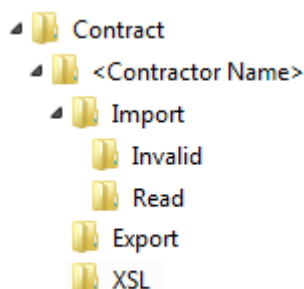 Contract
<Contractor Name>
Import
Invalid
Read
Export
XSL